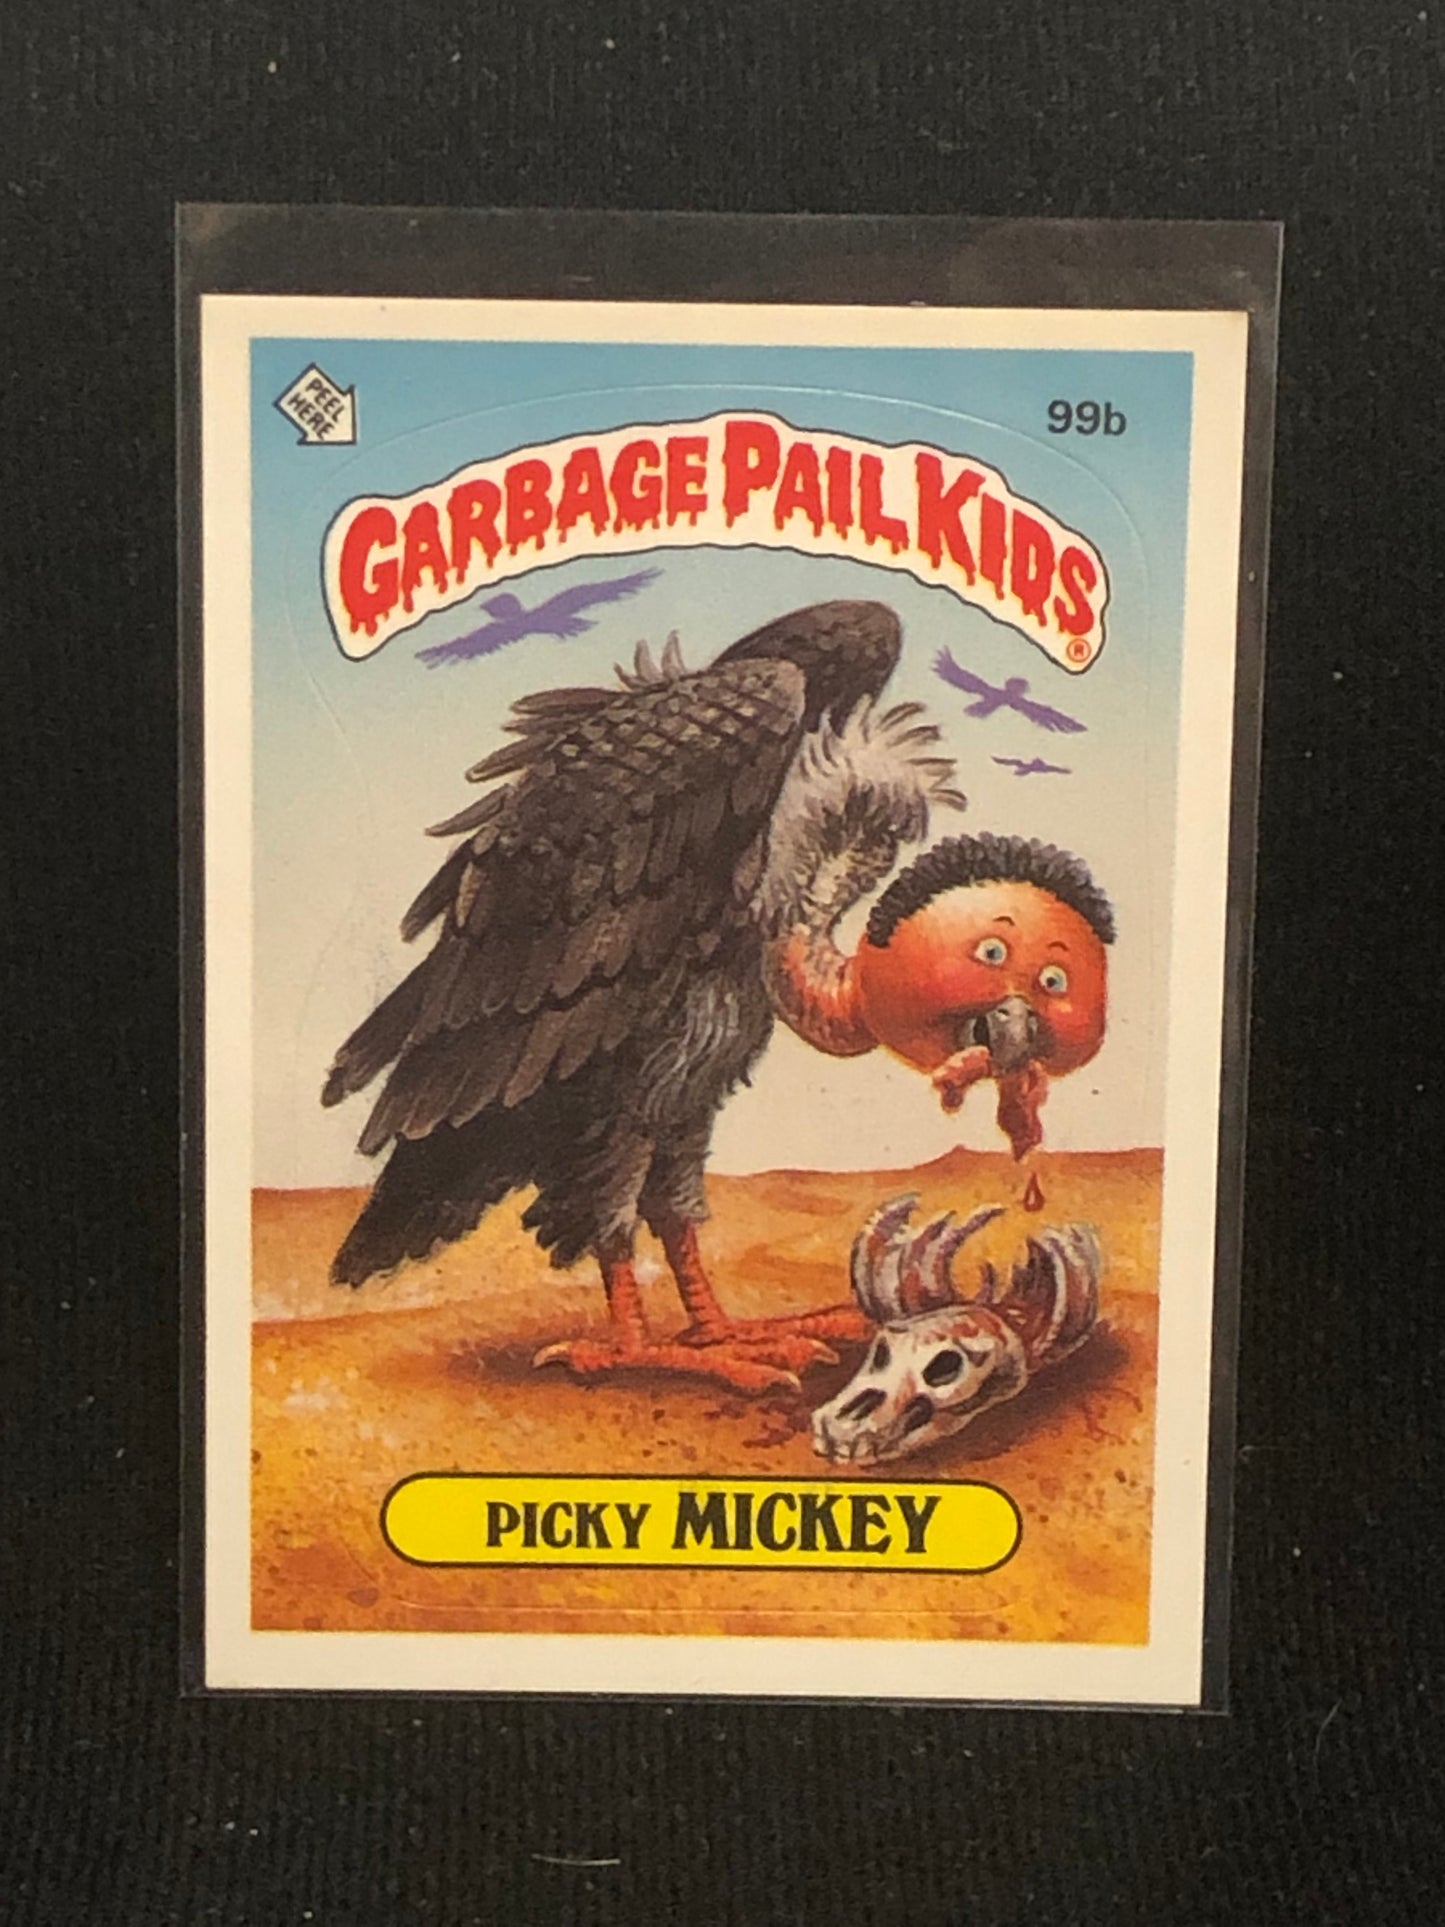 PEEL
HERE
99b
GARBAGE PAIL KIDS®
PICKY MICKEY